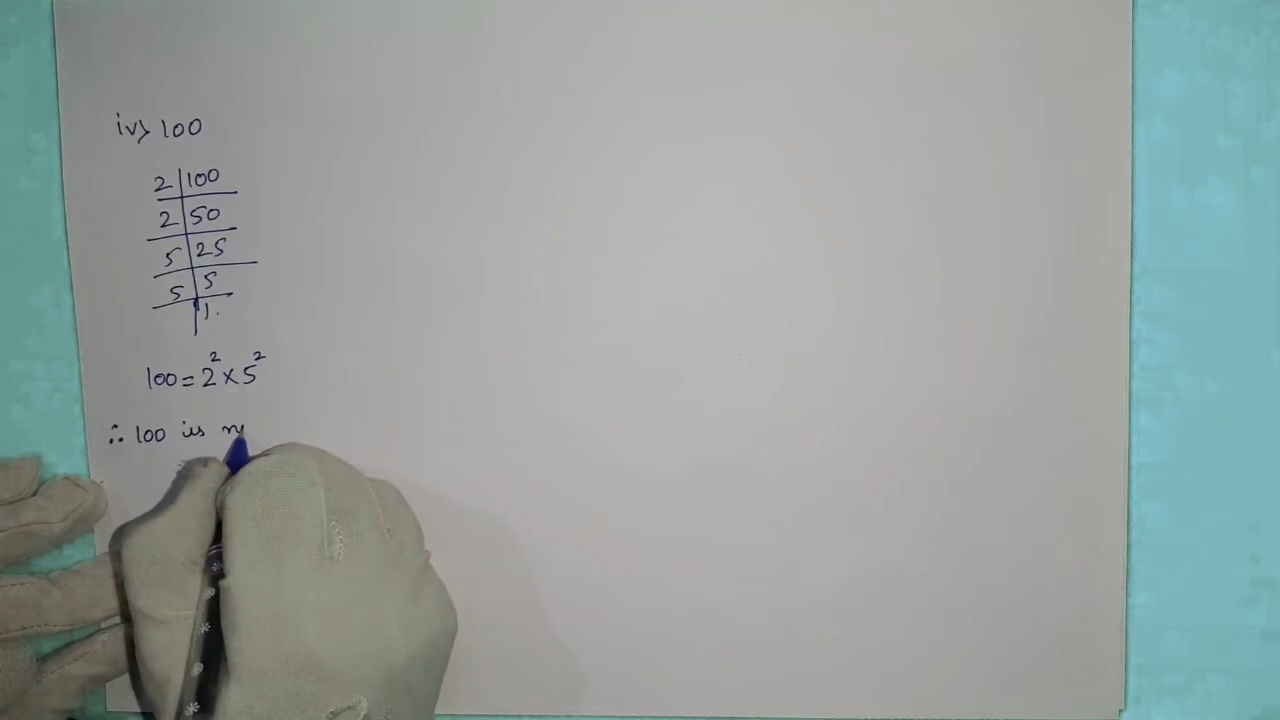 iv) 100
2 | 100
2 | 50
5 | 25
5 | 5
| 1.
100 = 2² × 5²
∴ 100 is n